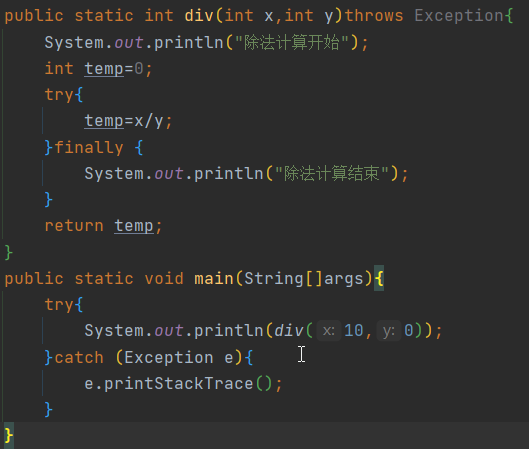 public static int div(int x,int y)throws Exception{
    System.out.println("除法计算开始");
    int temp=0;
    try{
        temp=x/y;
    }finally {
        System.out.println("除法计算结束");
    }
    return temp;
}
public static void main(String[]args){
    try{
        System.out.println(div( x: 10, y: 0));
    }catch (Exception e){
        e.printStackTrace();
    }
}